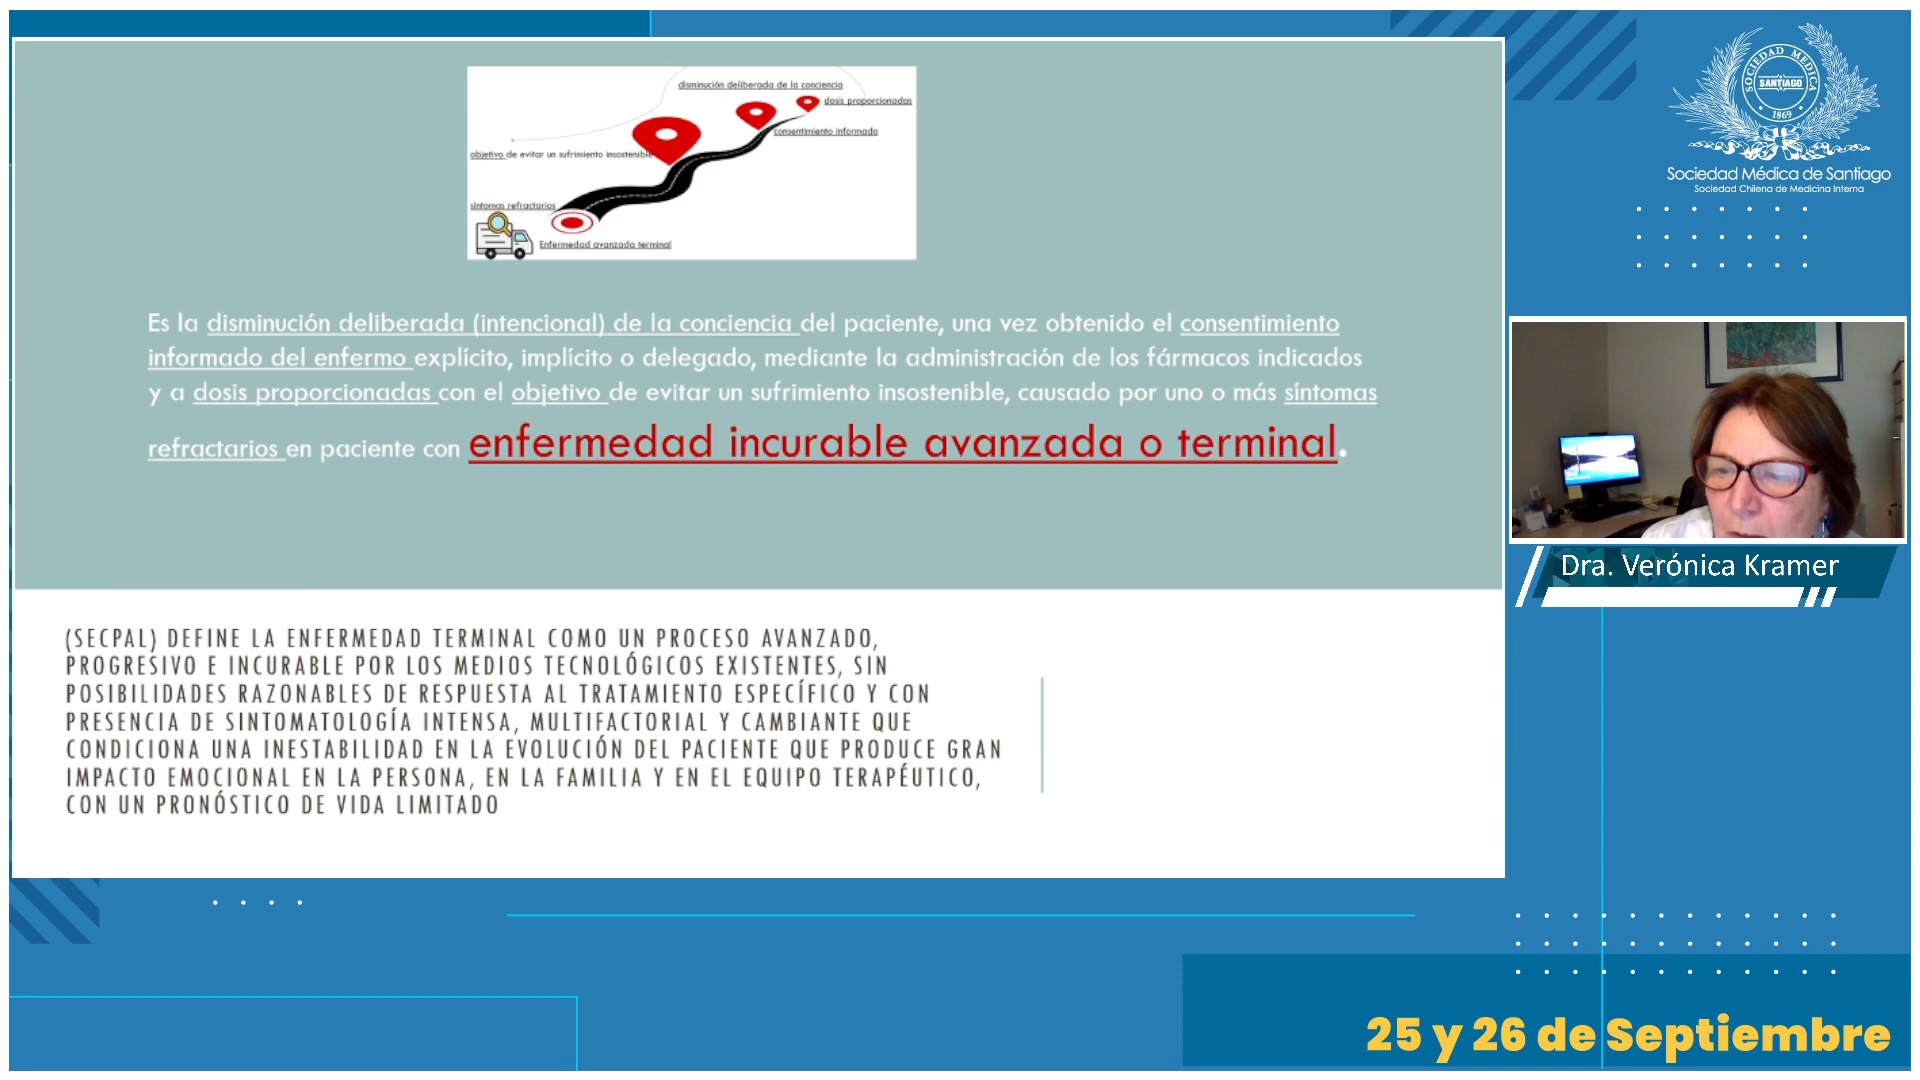 disminución deliberada de la conciencia
dosis proporcionadas
consentimiento informado
objetivo de evitar un sufrimiento insostenible
síntomas refractarios
Enfermedad avanzada terminal
Es la disminución deliberada (intencional) de la conciencia del paciente, una vez obtenido el consentimiento
informado del enfermo explícito, implícito o delegado, mediante la administración de los fármacos indicados
y a dosis proporcionadas con el objetivo de evitar un sufrimiento insostenible, causado por uno o más síntomas
refractarios en paciente con enfermedad incurable avanzada o terminal.
(SECPAL) DEFINE LA ENFERMEDAD TERMINAL COMO UN PROCESO AVANZADO,
PROGRESIVO E INCURABLE POR LOS MEDIOS TECNOLÓGICOS EXISTENTES, SIN
POSIBILIDADES RAZONABLES DE RESPUESTA AL TRATAMIENTO ESPECÍFICO Y CON
PRESENCIA DE SINTOMATOLOGÍA INTENSA, MULTIFACTORIAL Y CAMBIANTE QUE
CONDICIONA UNA INESTABILIDAD EN LA EVOLUCIÓN DEL PACIENTE QUE PRODUCE GRAN
IMPACTO EMOCIONAL EN LA PERSONA, EN LA FAMILIA Y EN EL EQUIPO TERAPÉUTICO,
CON UN PRONÓSTICO DE VIDA LIMITADO
SOCIEDAD MEDICA
SANTIAGO
1869
Sociedad Médica de Santiago
Sociedad Chilena de Medicina Interna
Dra. Verónica Kramer
25 y 26 de Septiembre